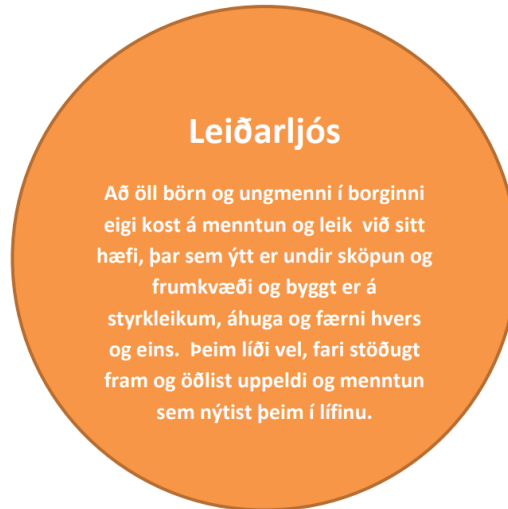 Leiðarljós
Að öll börn og ungmenni í borginni
eigi kost á menntun og leik  við sitt
hæfi, þar sem ýtt er undir sköpun og
frumkvæði og byggt er á
styrkleikum, áhuga og færni hvers
og eins.  Þeim líði vel, fari stöðugt
fram og öðlist uppeldi og menntun
sem nýtist þeim í lífinu.